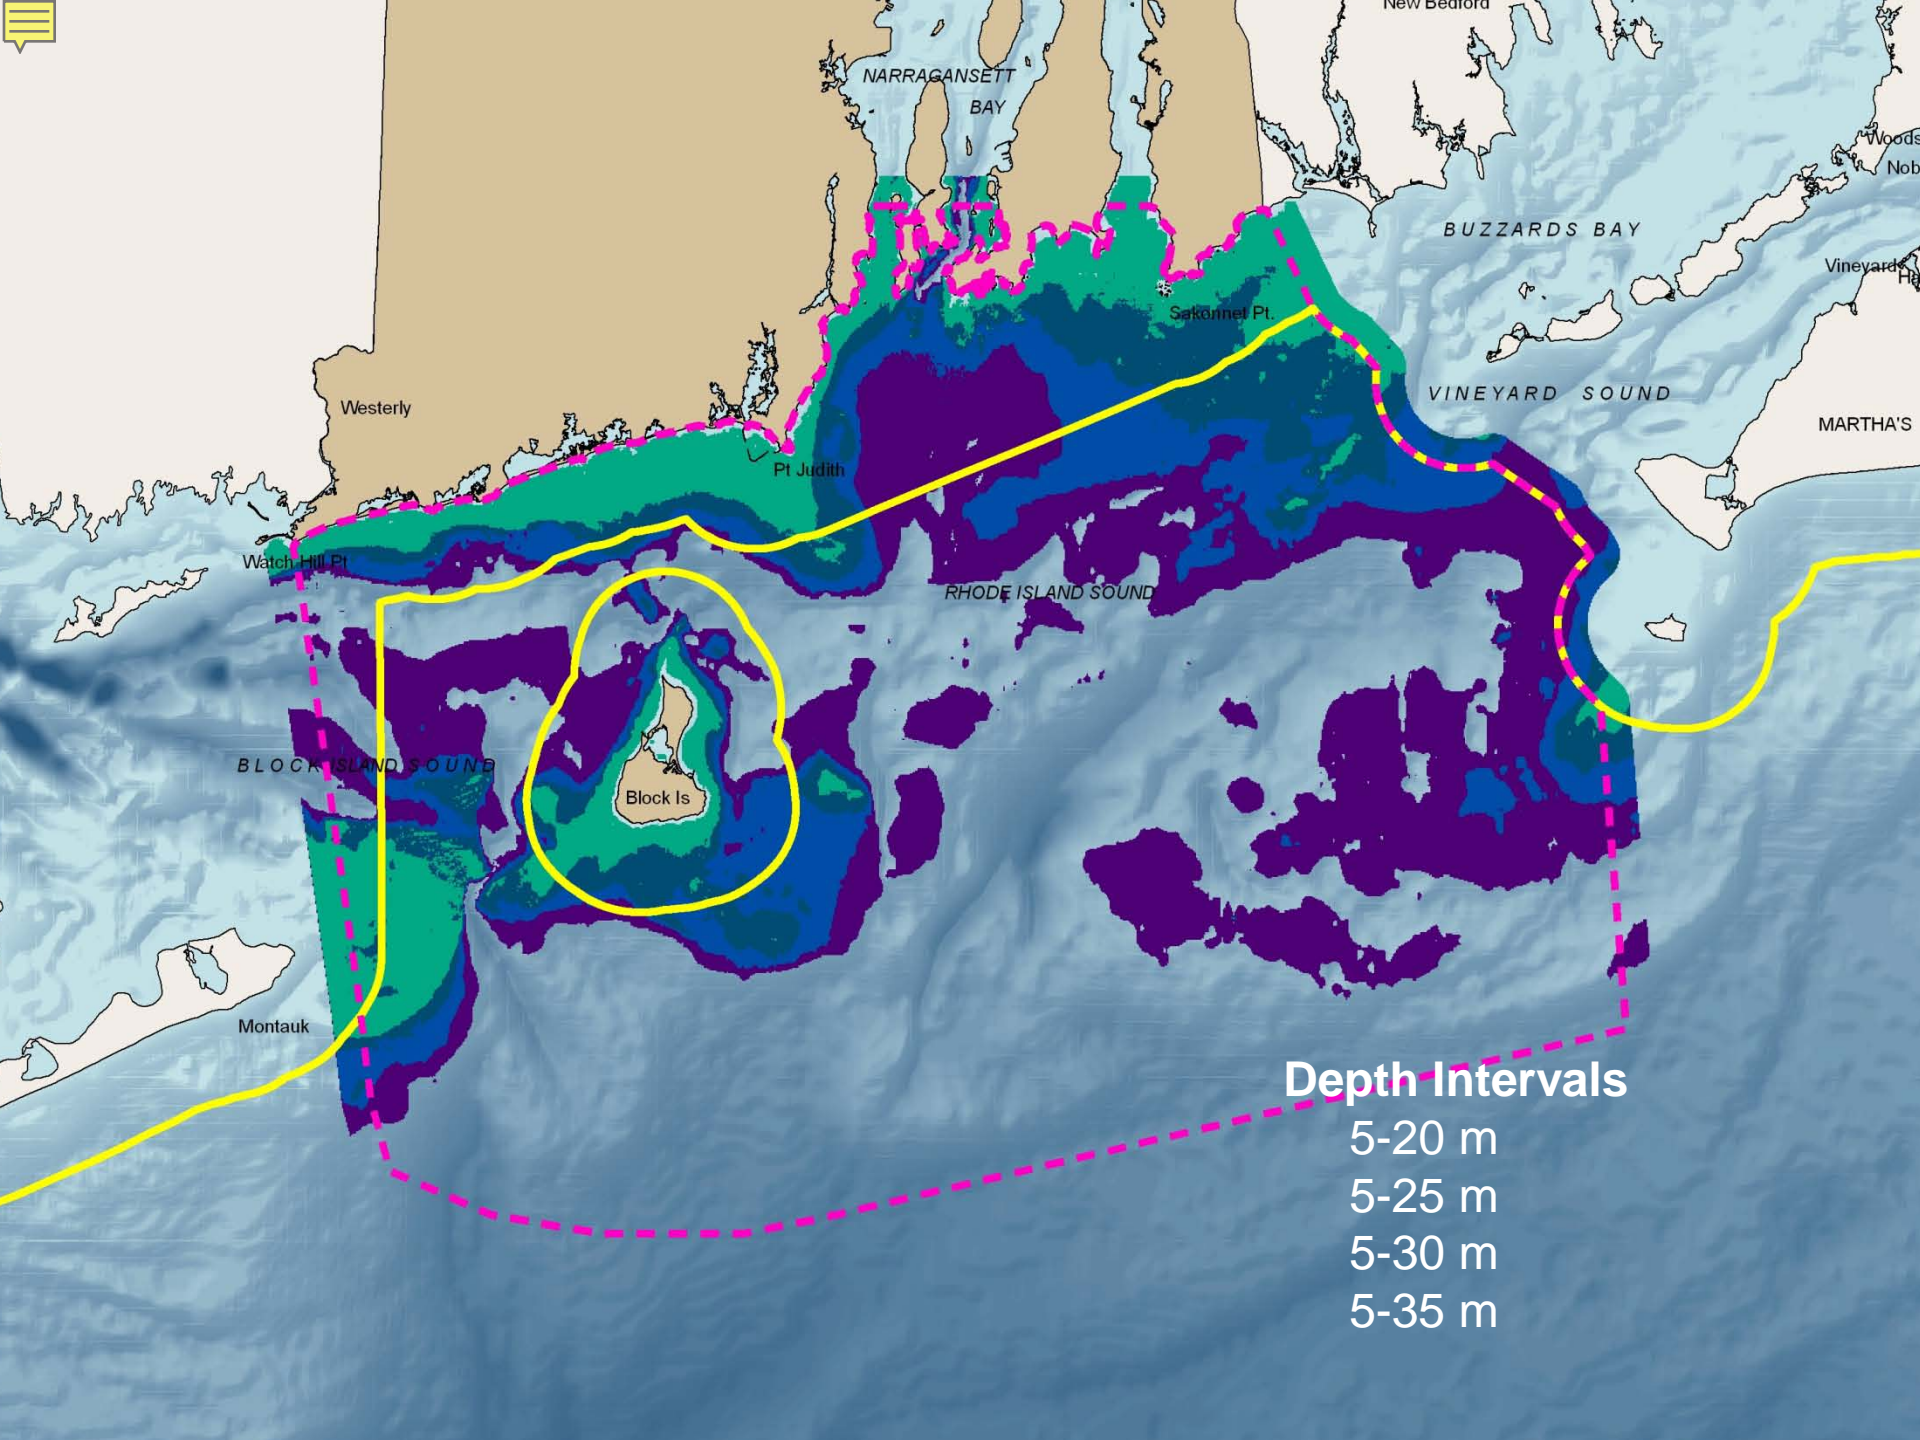 New Bedford
NARRAGANSETT
BAY
Woods
Nob
BUZZARDS BAY
Vineyard
Ha
Sakonnet Pt.
VINEYARD SOUND
Westerly
MARTHA'S
Pt Judith
Watch Hill Pt
RHODE ISLAND SOUND
BLOCK ISLAND SOUND
Block Is
Montauk
Depth Intervals
5-20 m
5-25 m
5-30 m
5-35 m